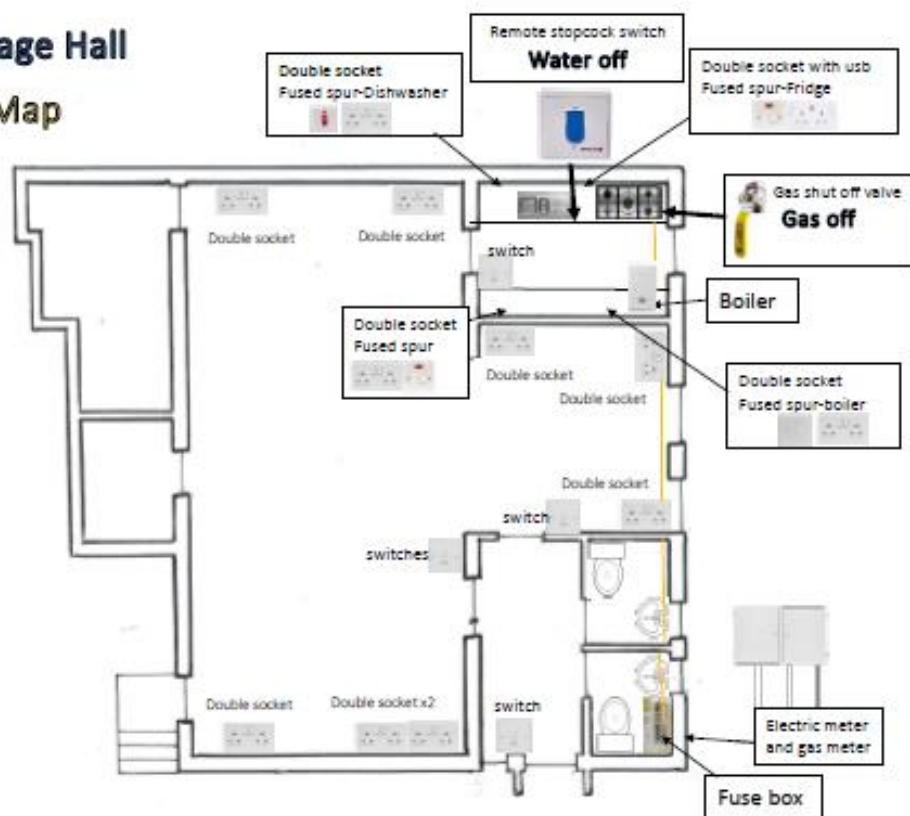 age Hall
Map
Remote stopcock switch
Water off
Double socket
Fused spur-Dishwasher
Double socket with usb
Fused spur-Fridge
Gas shut off valve
Gas off
Double socket
Double socket
switch
Boiler
Double socket
Fused spur
Double socket
Double socket
Double socket
Fused spur-boiler
Double socket
switch
switches
Double socket
Double socket x2
switch
Electric meter
and gas meter
Fuse box